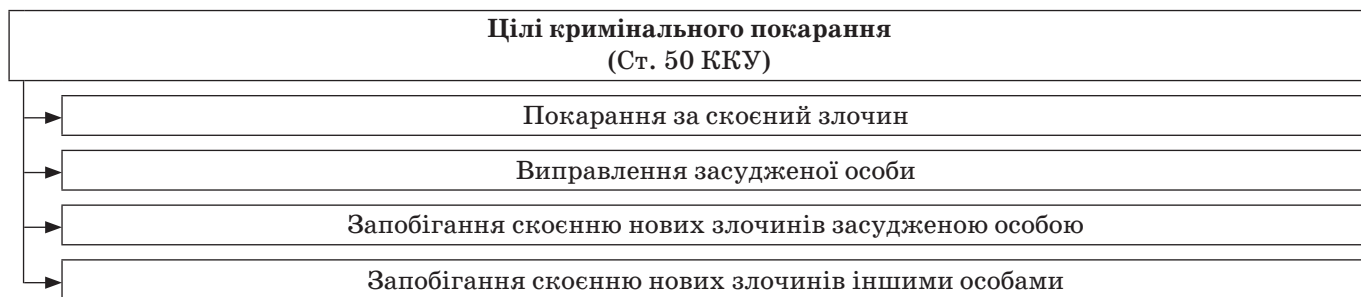 Цілі кримінального покарання
(Ст. 50 ККУ)
Покарання за скоєний злочин
Виправлення засудженої особи
Запобігання скоєнню нових злочинів засудженою особою
Запобігання скоєнню нових злочинів іншими особами